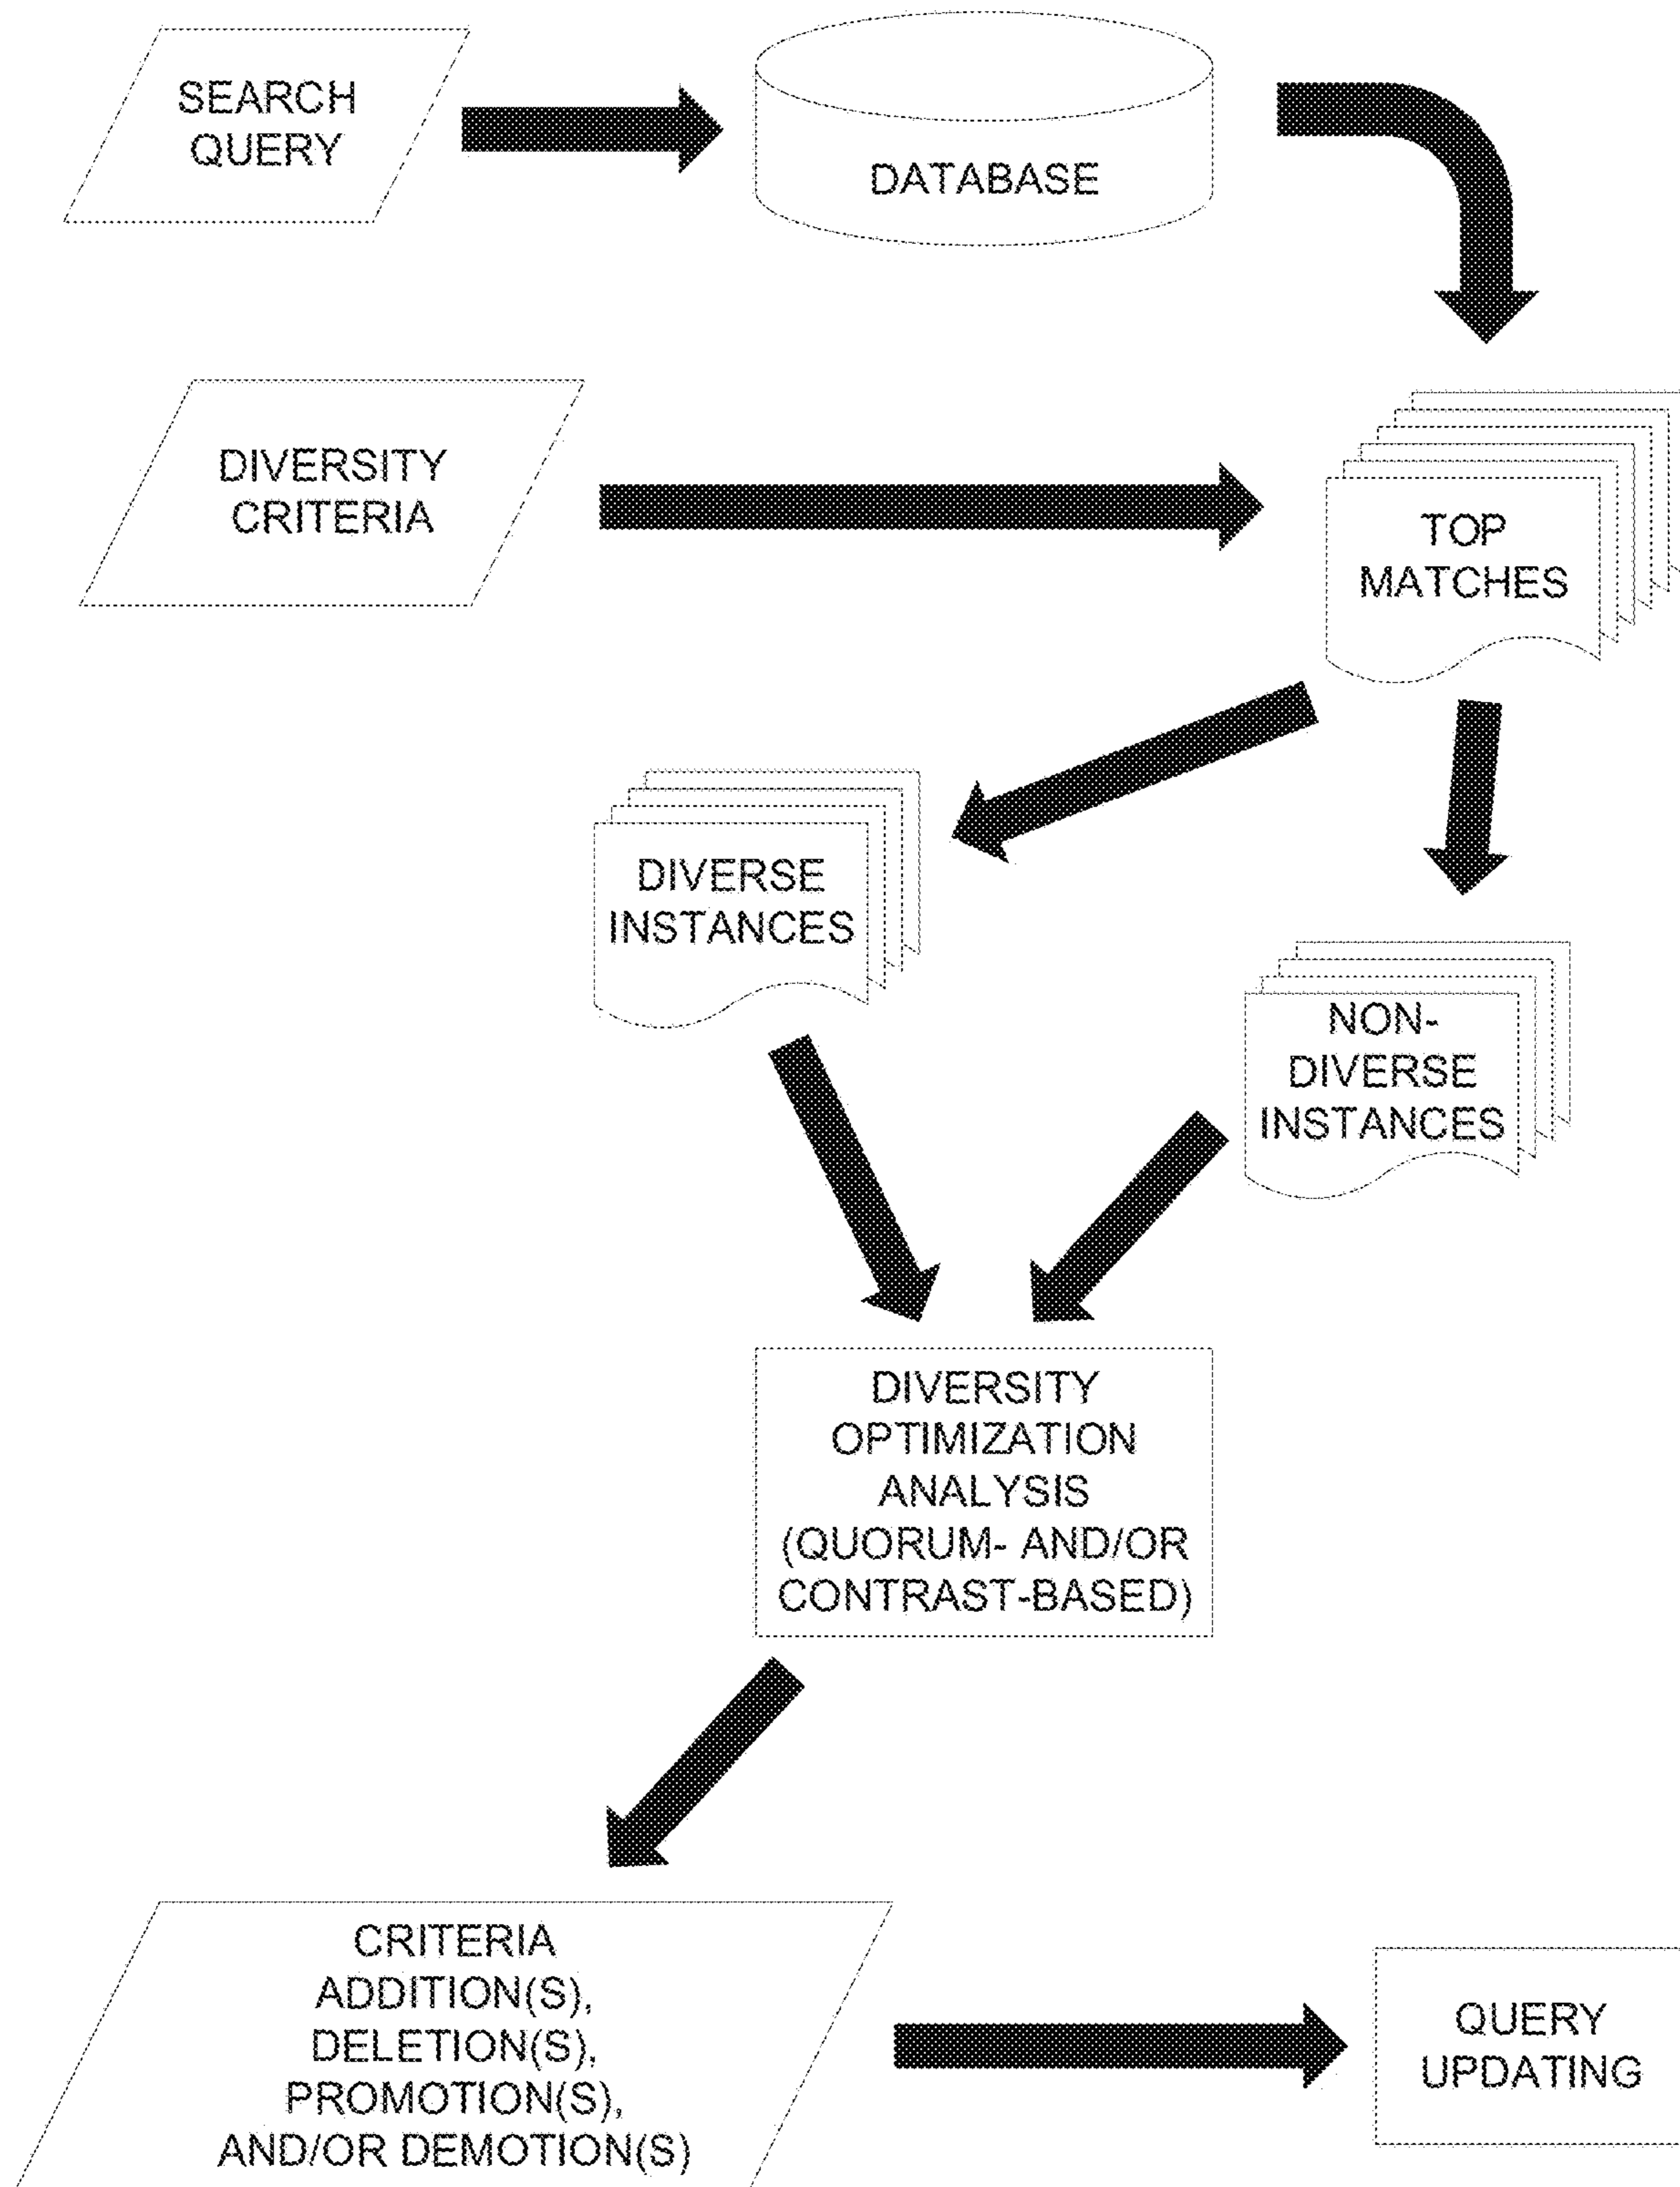 SEARCH
QUERY
DATABASE
DIVERSITY
CRITERIA
TOP
MATCHES
DIVERSE
INSTANCES
NON-
DIVERSE
INSTANCES
DIVERSITY
OPTIMIZATION
ANALYSIS
(QUORUM- AND/OR
CONTRAST-BASED)
CRITERIA
ADDITION(S),
DELETION(S),
PROMOTION(S),
AND/OR DEMOTION(S)
QUERY
UPDATING